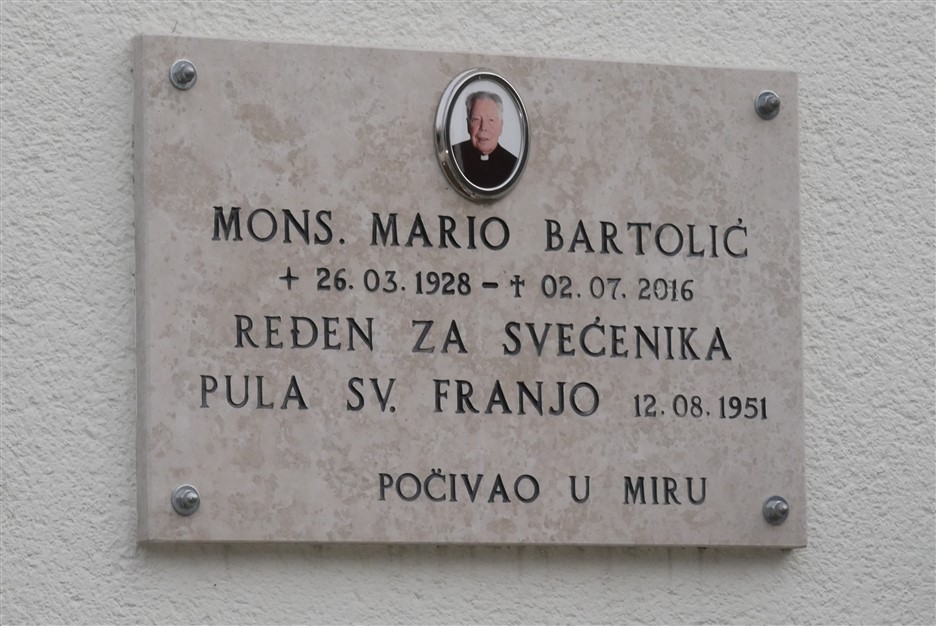 MONS. MARIO BARTOLIĆ
+ 26.03.1928 – † 02.07.2016
REĐEN ZA SVEĆENIKA
PULA SV. FRANJO 12.08.1951
POČIVAO U MIRU